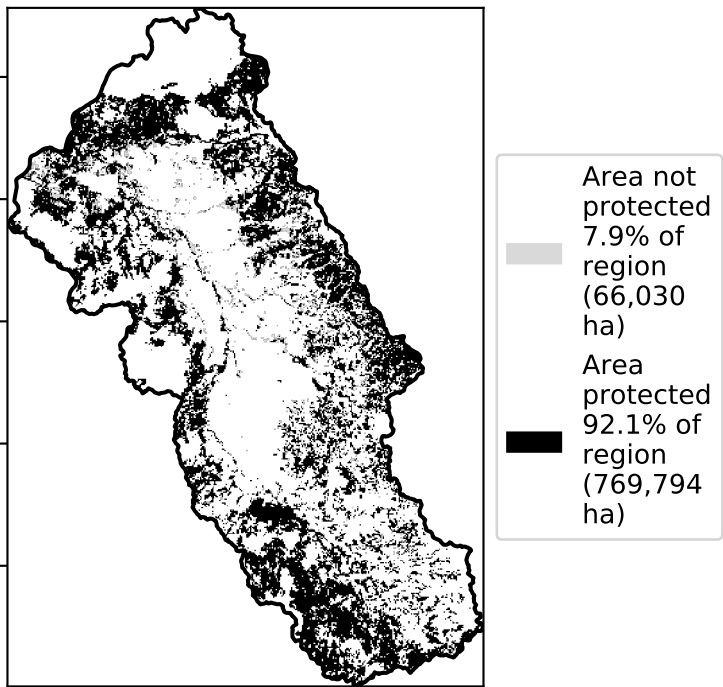 Area not
protected
7.9% of
region
(66,030
ha)
Area
protected
92.1% of
region
(769,794
ha)